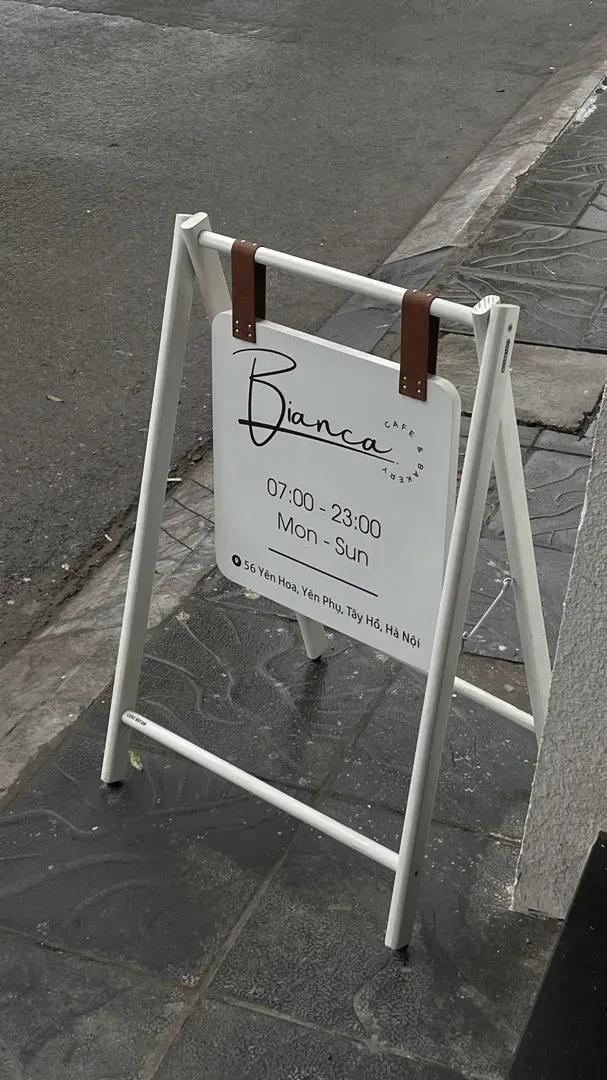 Bianca
CAFE & BAKERY
07:00 - 23:00
Mon - Sun
56 Yên Hoa, Yên Phụ, Tây Hồ, Hà Nội